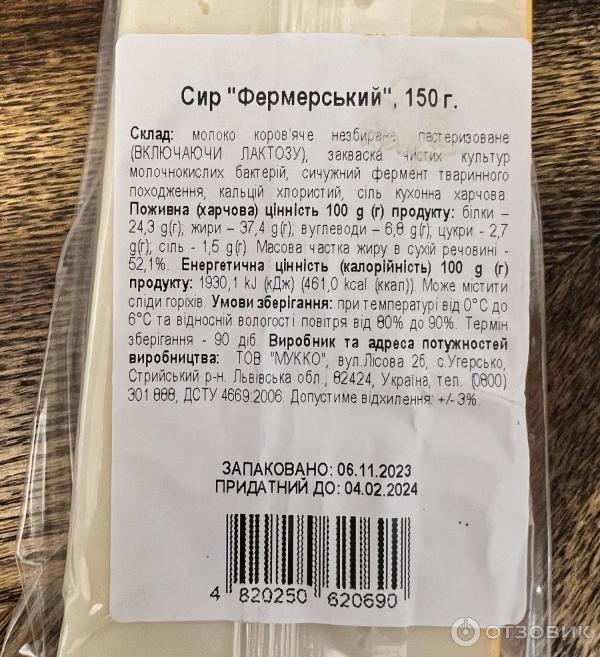 Сир "Фермерський", 150 г.
Склад: молоко коров'яче незбиране пастеризоване
(ВКЛЮЧАЮЧИ ЛАКТОЗУ), закваска чистих культур
молочнокислих бактерій, сичужний фермент тваринного
походження, кальцій хлористий, сіль кухонна харчова.
Поживна (харчова) цінність 100 g (г) продукту: білки –
24,3 g(г); жири – 37,4 g(г); вуглеводи – 6,8 g(г); цукри - 2,7
g(г); сіль - 1,5 g(г). Масова частка жиру в сухій речовині -
52,1%. Енергетична цінність (калорійність) 100 g (г)
продукту: 1930,1 kJ (кДж) (461,0 kcal (ккал)). Може містити
сліди горіхів. Умови зберігання: при температурі від 0°С до
6°С та відносній вологості повітря від 80% до 90%. Термін
зберігання - 90 діб. Виробник та адреса потужностей
виробництва: ТОВ "МУККО", вул.Лісова 2б, с.Угерсько,
Стрийський р-н. Львівська обл., 82424, Україна, тел. (0800)
301 888, ДСТУ 4669:2006. Допустиме відхилення: +/- 3%.
ЗАПАКОВАНО: 06.11.2023
ПРИДАТНИЙ ДО: 04.02.2024
4 820250 620690
ОТЗОВИК